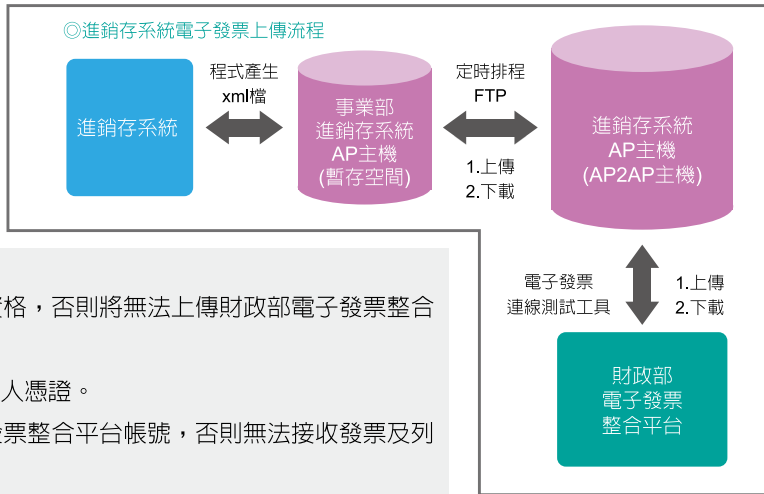 ◎進銷存系統電子發票上傳流程
進銷存系統
程式產生
xml檔
事業部
進銷存系統
AP主機
(暫存空間)
定時排程
FTP
1.上傳
2.下載
進銷存系統
AP主機
(AP2AP主機)
電子發票
連線測試工具
1.上傳
2.下載
財政部
電子發票
整合平台
資格，否則將無法上傳財政部電子發票整合
人憑證。
發票整合平台帳號，否則無法接收發票及列